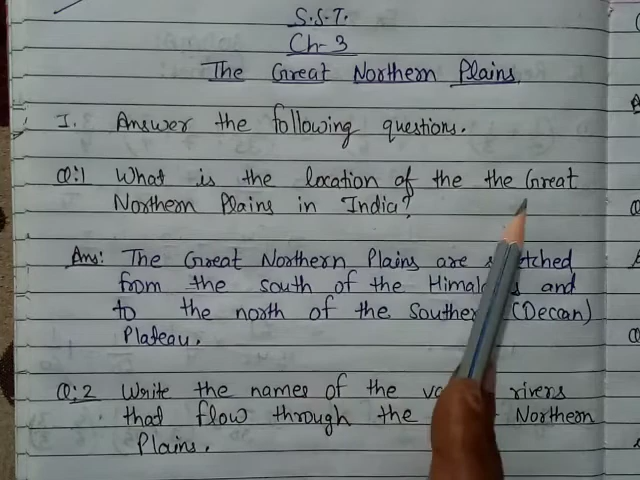 S.S.T.
Ch-3
The Great Northern Plains
I. Answer the following questions.
Q:1 What is the location of the the Great
Northern Plains in India?
Ans: The Great Northern Plains are
from the south of the and
to the north of the (Deccan)
Plateau.
Q:2 Write the names of the rivers
that flow through the Northern
Plains.